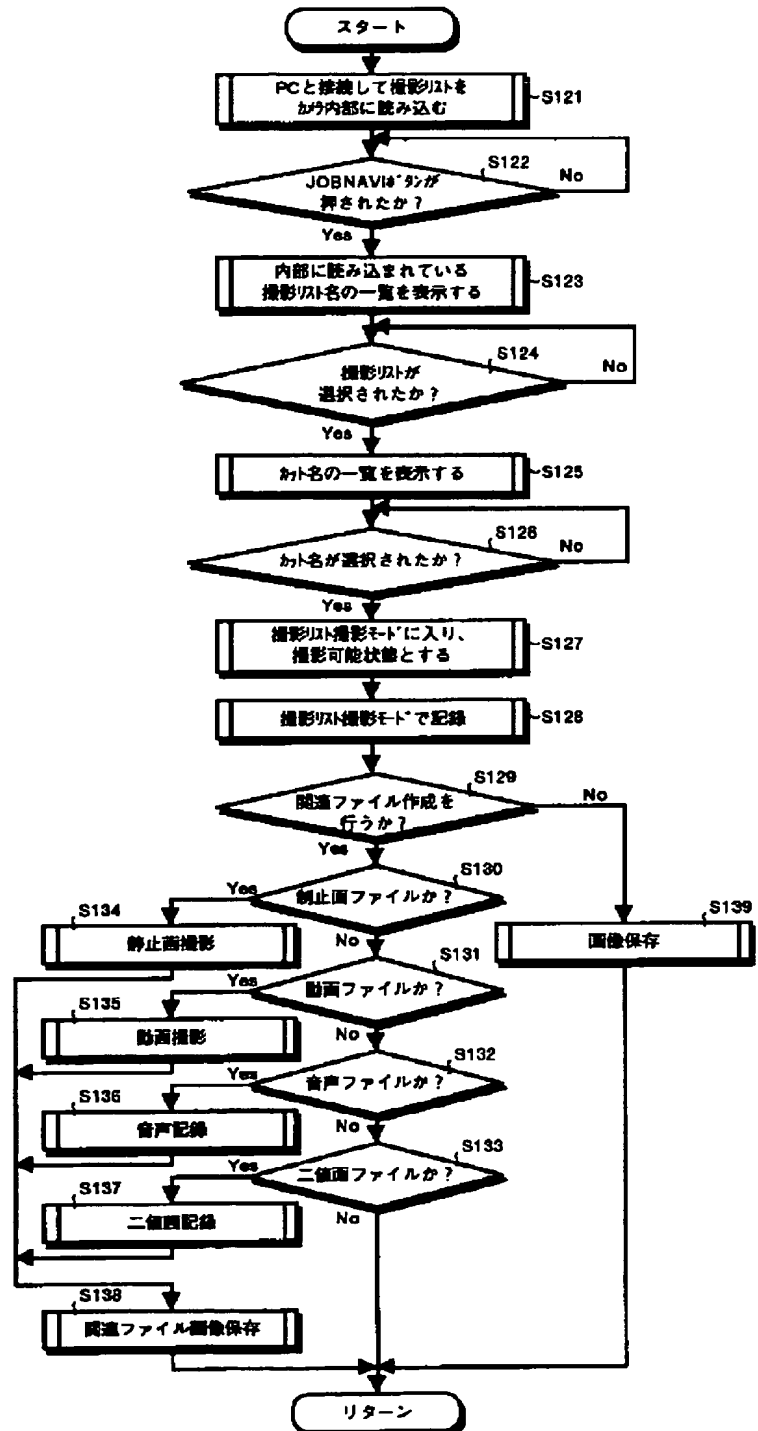 スタート
PCと接続して撮影リストを
カメラ内部に読み込む
S121
S122
JOBNAVボタンが
押されたか？
No
Yes
内部に読み込まれている
撮影リスト名の一覧を表示する
S123
S124
撮影リストが
選択されたか？
No
Yes
カット名の一覧を表示する
S125
S126
カット名が選択されたか？
No
Yes
撮影リスト撮影モードに入り、
撮影可能状態とする
S127
撮影リスト撮影モードで記録
S128
S129
関連ファイル作成を
行うか？
No
Yes
S130
制止画ファイルか？
Yes
No
S134
静止画撮影
S139
画像保存
S131
動画ファイルか？
Yes
No
S135
動画撮影
S132
音声ファイルか？
Yes
No
S136
音声記録
S133
二値画ファイルか？
Yes
No
S137
二値画記録
S138
関連ファイル画像保存
リターン